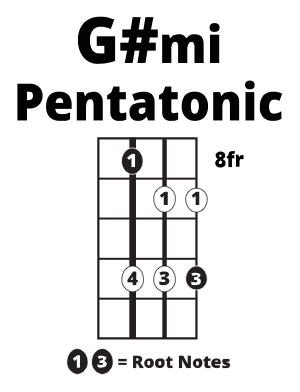 G#mi
Pentatonic
1 8fr
1 1
4 3 3
1 3 = Root Notes